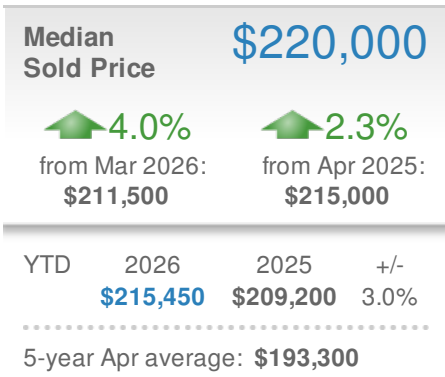 Median Sold Price $220,000
4.0% 2.3%
from Mar 2026: from Apr 2025:
$211,500 $215,000
YTD 2026 2025 +/-
$215,450 $209,200 3.0%
5-year Apr average: $193,300